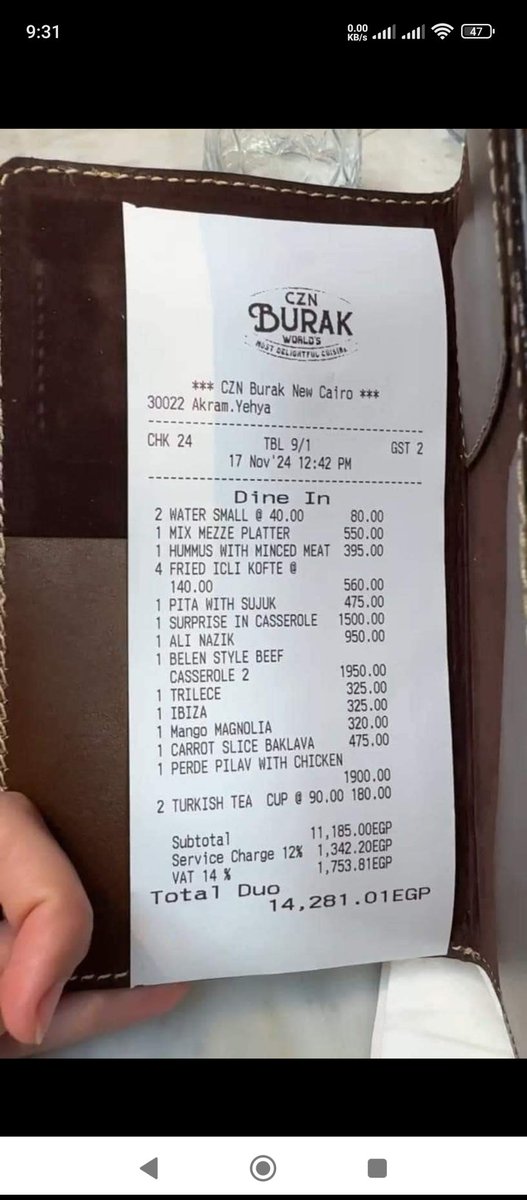 9:31
0.00
KB/s
47
CZN
BURAK
WORLD'S
MOST DELIGHTFUL CUISINE
*** CZN Burak New Cairo ***
30022 Akram.Yehya
CHK 24 TBL 9/1 GST 2
17 Nov'24 12:42 PM
Dine In
2 WATER SMALL @ 40.00 80.00
1 MIX MEZZE PLATTER 550.00
1 HUMMUS WITH MINCED MEAT 395.00
4 FRIED ICLI KOFTE @
140.00 560.00
1 PITA WITH SUJUK 475.00
1 SURPRISE IN CASSEROLE 1500.00
1 ALI NAZIK 950.00
1 BELEN STYLE BEEF
CASSEROLE 2 1950.00
1 TRILECE 325.00
1 IBIZA 325.00
1 Mango MAGNOLIA 320.00
1 CARROT SLICE BAKLAVA 475.00
1 PERDE PILAV WITH CHICKEN
1900.00
2 TURKISH TEA CUP @ 90.00 180.00
Subtotal 11,185.00EGP
Service Charge 12% 1,342.20EGP
VAT 14 % 1,753.81EGP
Total Duo
14,281.01EGP